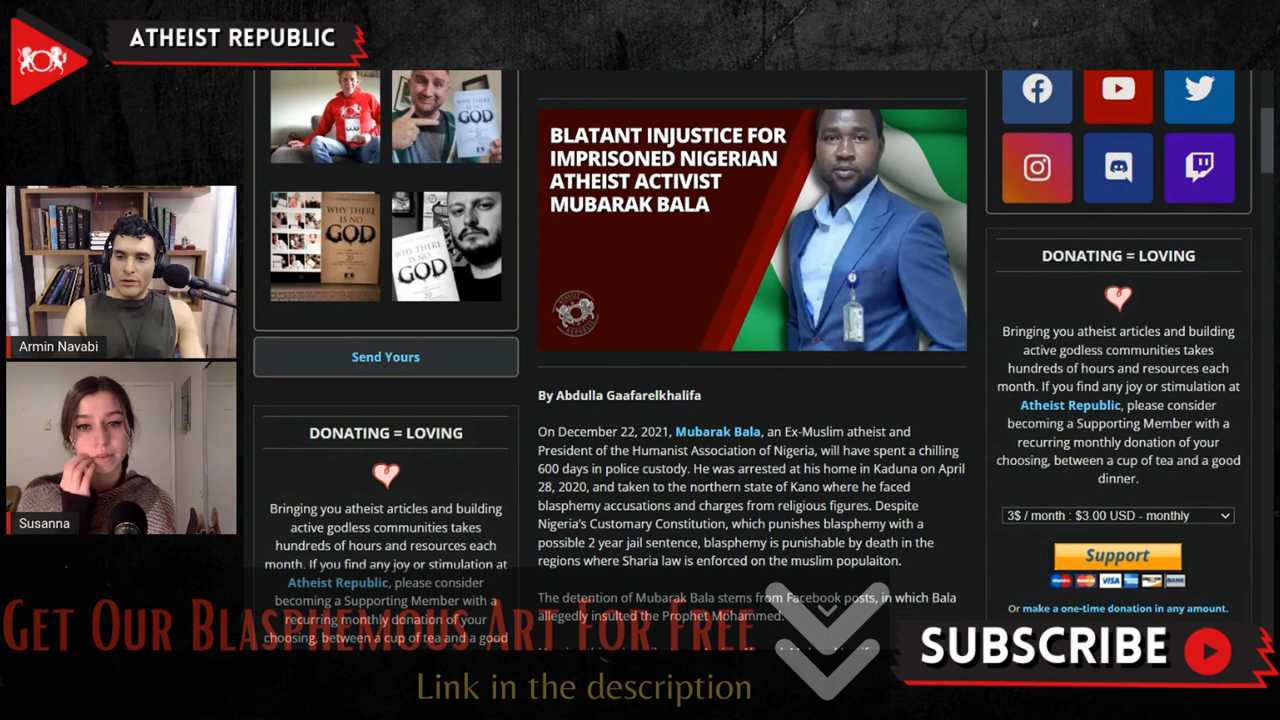 ATHEIST REPUBLIC
Armin Navabi
Susanna
WHY THERE IS NO GOD
WHY THERE IS NO GOD
WHY THERE IS NO GOD
Send Yours
DONATING = LOVING
Bringing you atheist articles and building
active godless communities takes
hundreds of hours and resources each
month. If you find any joy or stimulation at
Atheist Republic, please consider
becoming a Supporting Member with a
recurring monthly donation of your
choosing, between a cup of tea and a good
BLATANT INJUSTICE FOR
IMPRISONED NIGERIAN
ATHEIST ACTIVIST
MUBARAK BALA
By Abdulla Gaafarelkhalifa
On December 22, 2021, Mubarak Bala, an Ex-Muslim atheist and
President of the Humanist Association of Nigeria, will have spent a chilling
600 days in police custody. He was arrested at his home in Kaduna on April
28, 2020, and taken to the northern state of Kano where he faced
blasphemy accusations and charges from religious figures. Despite
Nigeria's Customary Constitution, which punishes blasphemy with a
possible 2 year jail sentence, blasphemy is punishable by death in the
regions where Sharia law is enforced on the muslim populaiton.
The detention of Mubarak Bala stems from Facebook posts, in which Bala
allegedly insulted the Prophet Mohammed.
DONATING = LOVING
Bringing you atheist articles and building
active godless communities takes
hundreds of hours and resources each
month. If you find any joy or stimulation at
Atheist Republic, please consider
becoming a Supporting Member with a
recurring monthly donation of your
choosing, between a cup of tea and a good
dinner.
3$ / month : $3.00 USD - monthly
Support
VISA
BANK
Or make a one-time donation in any amount.
Get Our Blasphemous Art For Free
Link in the description
SUBSCRIBE